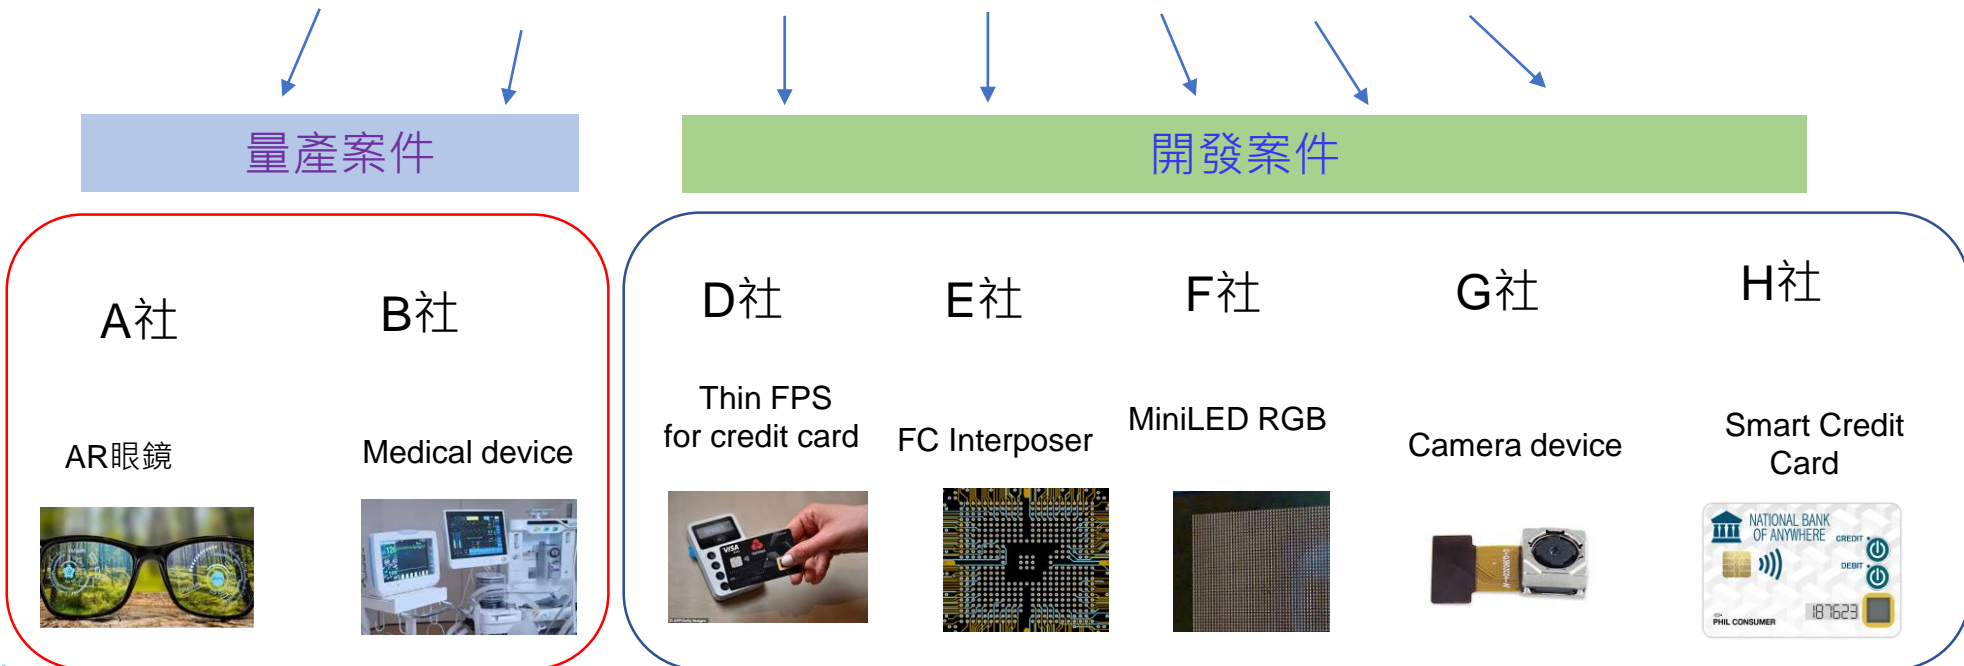 量產案件
開發案件
A社
B社
D社
E社
F社
G社
H社
AR眼鏡
Medical device
Thin FPS
for credit card
FC Interposer
MiniLED RGB
Camera device
Smart Credit
Card
VISA
NATIONAL BANK
OF ANYWHERE
CREDIT
DEBIT
187623
PHIL CONSUMER